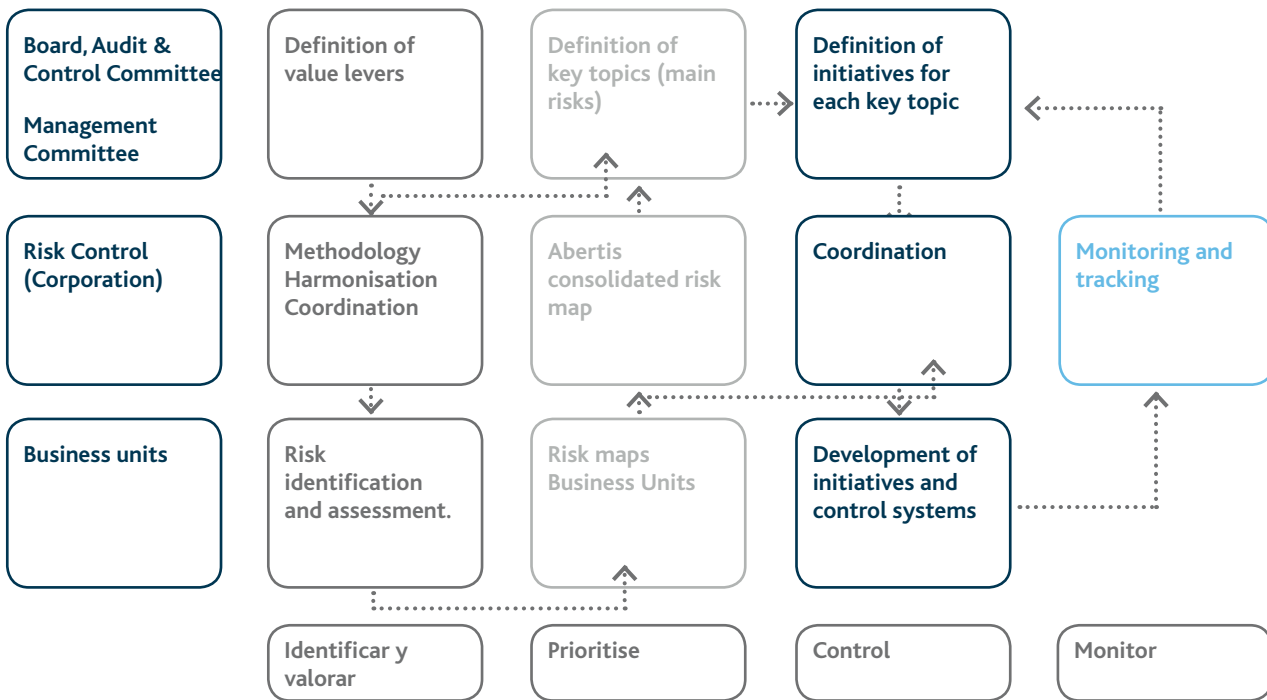 Board, Audit &
Control Committee
Management
Committee
Definition of
value levers
Definition of
key topics (main
risks)
Definition of
initiatives for
each key topic
Risk Control
(Corporation)
Methodology
Harmonisation
Coordination
Abertis
consolidated risk
map
Coordination
Monitoring and
tracking
Business units
Risk
identification
and assessment.
Risk maps
Business Units
Development of
initiatives and
control systems
Identificar y
valorar
Prioritise
Control
Monitor